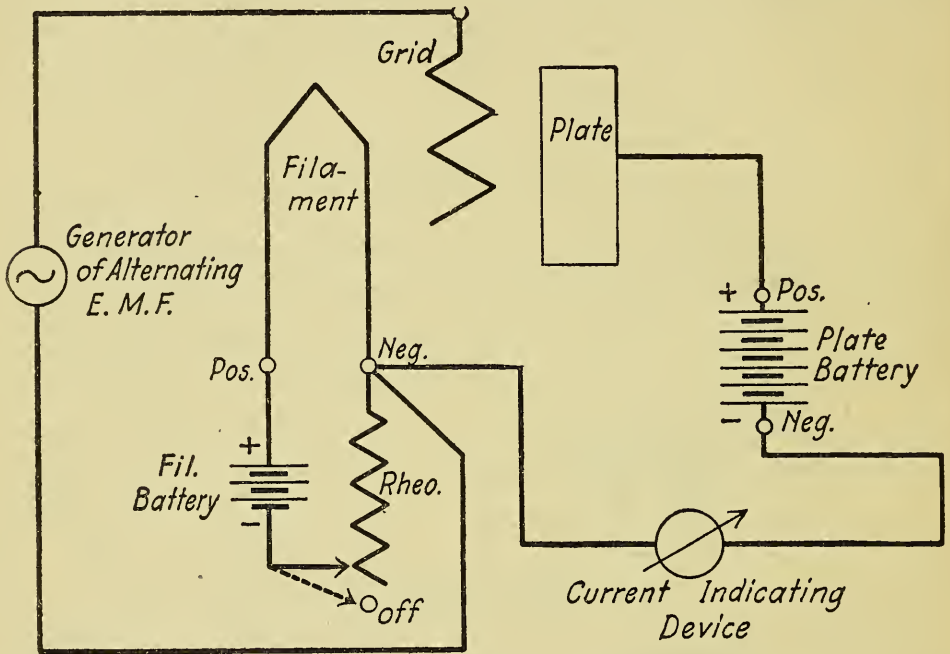 Grid
Plate
Fila-
ment
Generator
of Alternating
E. M. F.
+ Pos.
Plate
Battery
- Neg.
Pos.
Neg.
+
Fil.
Battery
-
Rheo.
off
Current Indicating
Device